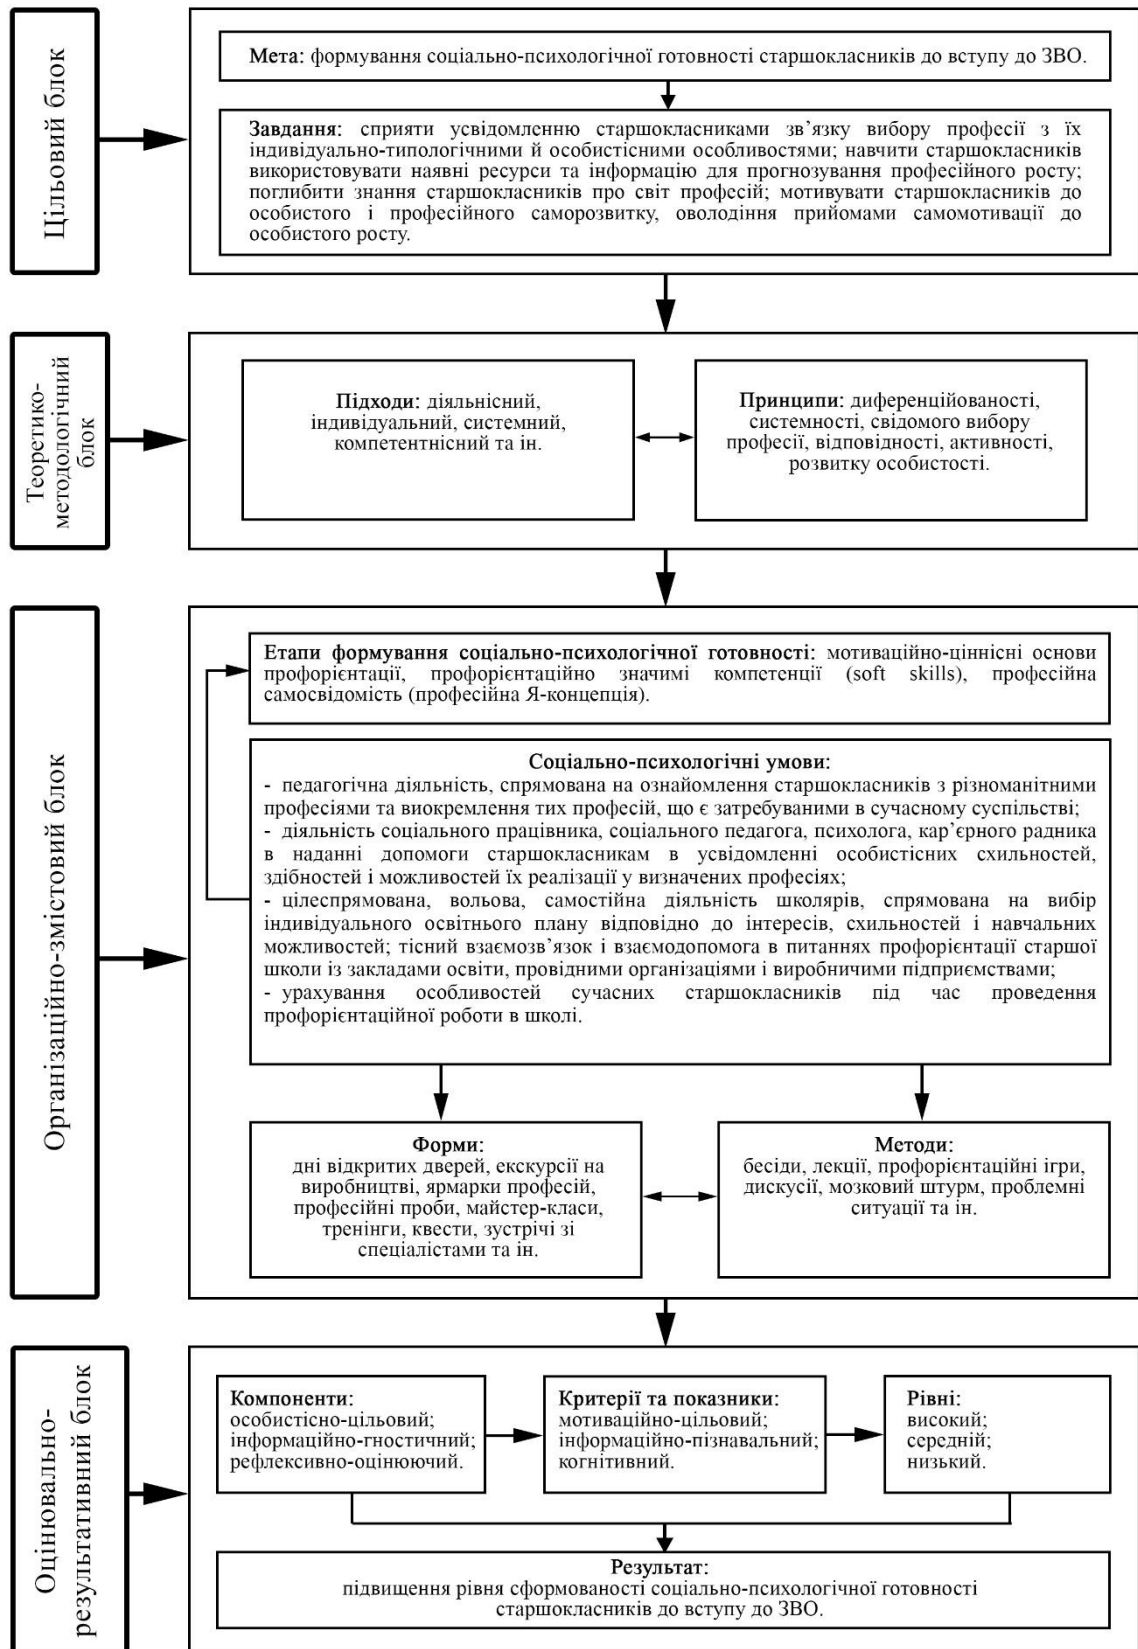 Цільовий блок
Мета: формування соціально-психологічної готовності старшокласників до вступу до ЗВО.
Завдання: сприяти усвідомленню старшокласниками зв’язку вибору професії з їх
індивідуально-типологічними й особистісними особливостями; навчити старшокласників
використовувати наявні ресурси та інформацію для прогнозування професійного росту;
поглибити знання старшокласників про світ професій; мотивувати старшокласників до
особистого і професійного саморозвитку, оволодіння прийомами самомотивації до
особистого росту.
Теоретико-
методологічний
блок
Підходи: діяльнісний,
індивідуальний, системний,
компетентнісний та ін.
Принципи: диференційованості,
системності, свідомого вибору
професії, відповідності, активності,
розвитку особистості.
Організаційно-змістовий блок
Етапи формування соціально-психологічної готовності: мотиваційно-ціннісні основи
профорієнтації, профорієнтаційно значимі компетенції (soft skills), професійна
самосвідомість (професійна Я-концепція).
Соціально-психологічні умови:
- педагогічна діяльність, спрямована на ознайомлення старшокласників з різноманітними
професіями та виокремлення тих професій, що є затребуваними в сучасному суспільстві;
- діяльність соціального працівника, соціального педагога, психолога, кар’єрного радника
в наданні допомоги старшокласникам в усвідомленні особистісних схильностей,
здібностей і можливостей їх реалізації у визначених професіях;
- цілеспрямована, вольова, самостійна діяльність школярів, спрямована на вибір
індивідуального освітнього плану відповідно до інтересів, схильностей і навчальних
можливостей; тісний взаємозв’язок і взаємодопомога в питаннях профорієнтації старшої
школи із закладами освіти, провідними організаціями і виробничими підприємствами;
- урахування особливостей сучасних старшокласників під час проведення
профорієнтаційної роботи в школі.
Форми:
дні відкритих дверей, екскурсії на
виробництві, ярмарки професій,
професійні проби, майстер-класи,
тренінги, квести, зустрічі зі
спеціалістами та ін.
Методи:
бесіди, лекції, профорієнтаційні ігри,
дискусії, мозковий штурм, проблемні
ситуації та ін.
Оцінювально-
результативний блок
Компоненти:
особистісно-цільовий;
інформаційно-гностичний;
рефлексивно-оцінюючий.
Критерії та показники:
мотиваційно-цільовий;
інформаційно-пізнавальний;
когнітивний.
Рівні:
високий;
середній;
низький.
Результат:
підвищення рівня сформованості соціально-психологічної готовності
старшокласників до вступу до ЗВО.